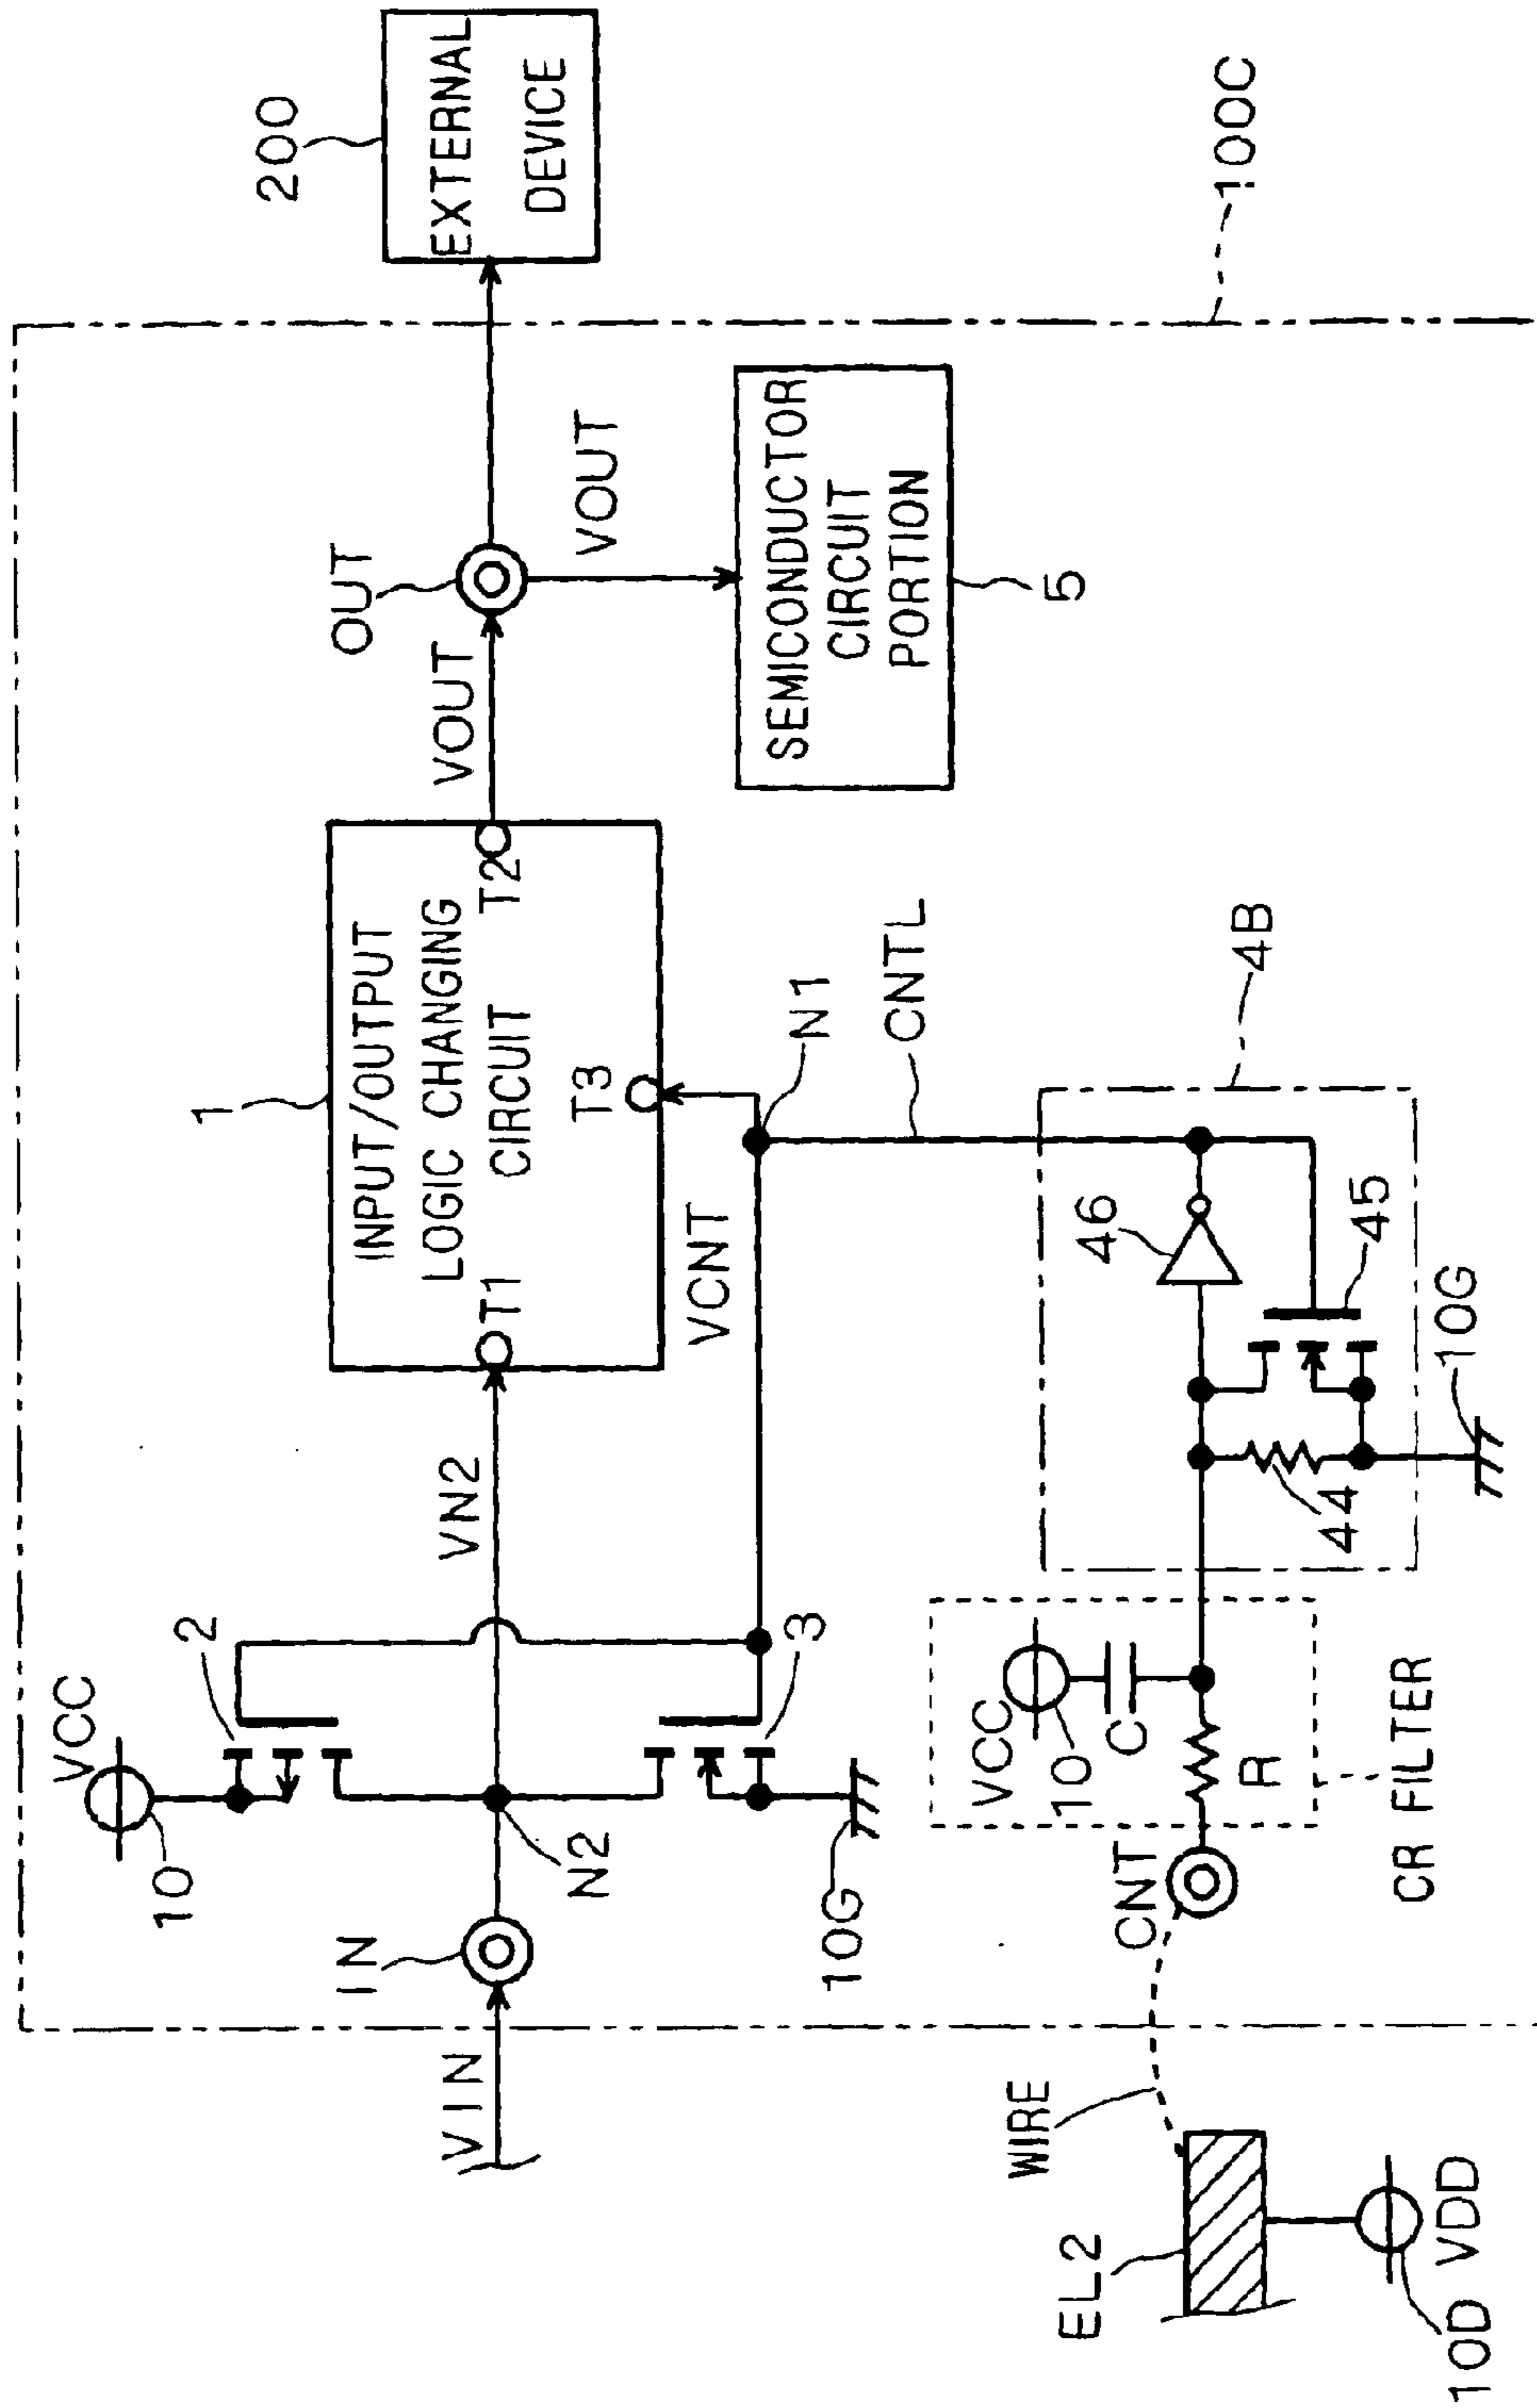 VCC
10
2
IN
VIN
N2
VN2
3
10G
1
INPUT/OUTPUT
LOGIC CHANGING
CIRCUIT
T1
T2
T3
VCNT
N1
CNTL
VOUT
OUT
VOUT
200
EXTERNAL
DEVICE
SEMICONDUCTOR
CIRCUIT
PORTION
5
100C
4B
46
45
44
10G
VCC
10
C
R
CR FILTER
CNT
WIRE
EL2
10D
VDD